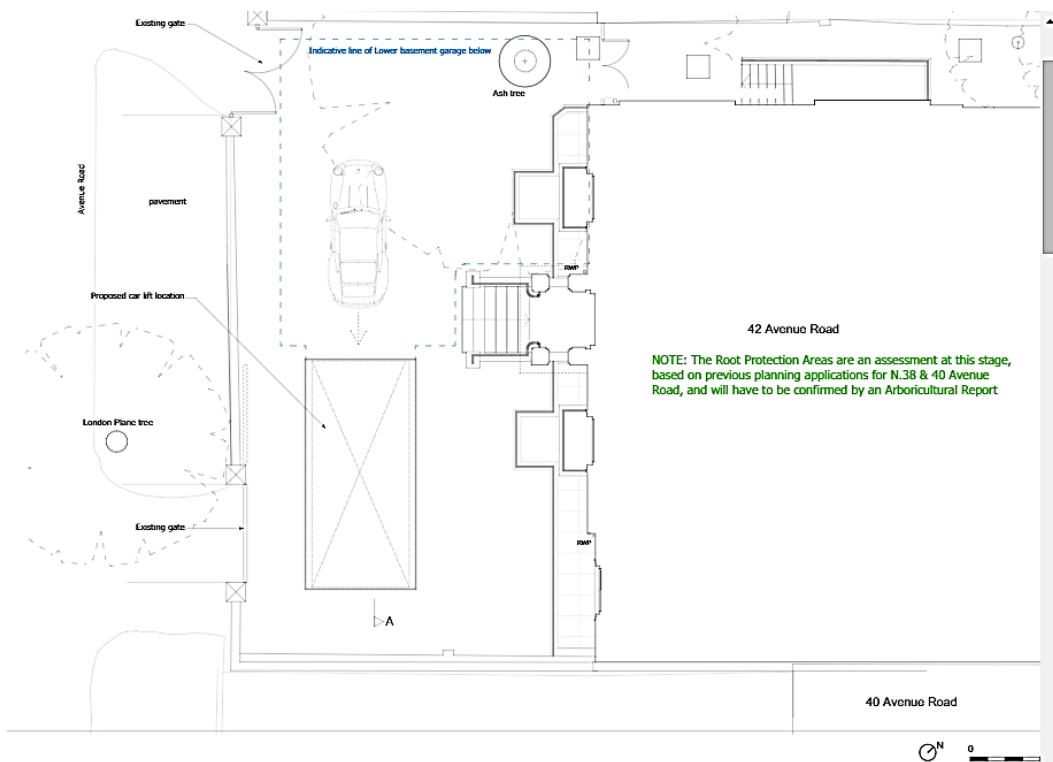 Existing gate
Indicative line of Lower basement garage below
Ash tree
Avenue Road
pavement
RWP
Proposed car lift location
42 Avenue Road
NOTE: The Root Protection Areas are an assessment at this stage,
based on previous planning applications for N.38 & 40 Avenue
Road, and will have to be confirmed by an Arboricultural Report
London Plane tree
Existing gate
RWP
A
40 Avenue Road
N
0